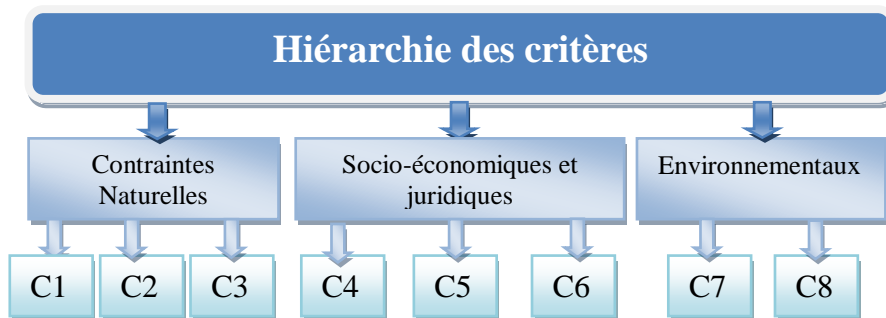 Hiérarchie des critères
Contraintes
Naturelles
Socio-économiques et
juridiques
Environnementaux
C1
C2
C3
C4
C5
C6
C7
C8